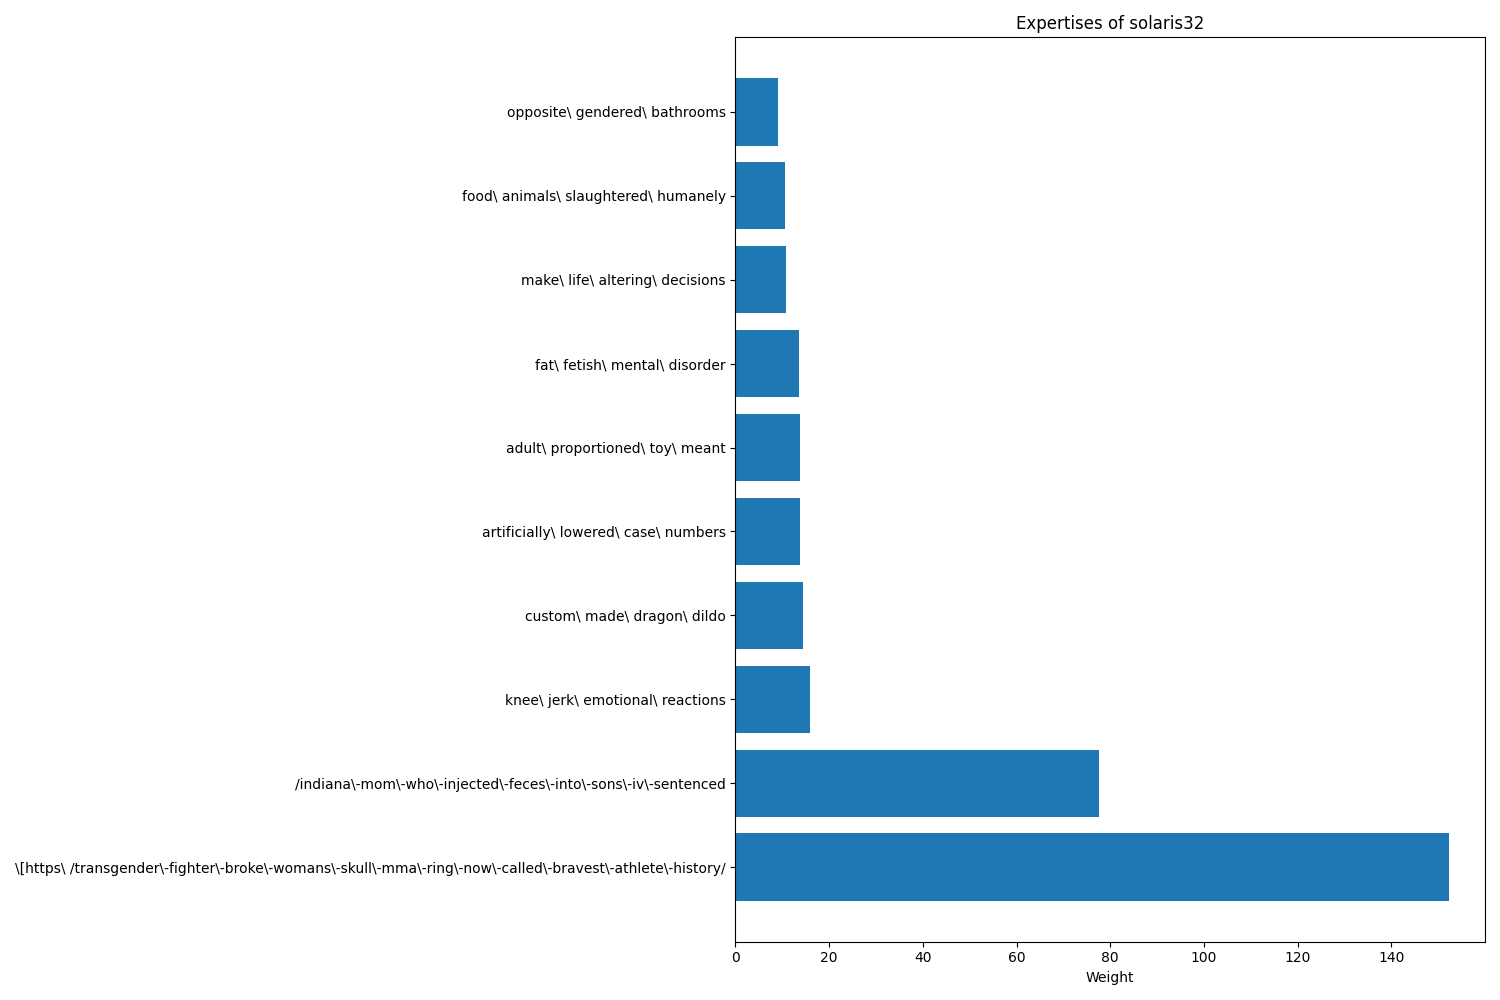 Expertises of solaris32
opposite\ gendered\ bathrooms
food\ animals\ slaughtered\ humanely
make\ life\ altering\ decisions
fat\ fetish\ mental\ disorder
adult\ proportioned\ toy\ meant
artificially\ lowered\ case\ numbers
custom\ made\ dragon\ dildo
knee\ jerk\ emotional\ reactions
/indiana\-mom\-who\-injected\-feces\-into\-sons\-iv\-sentenced
\[https\ /transgender\-fighter\-broke\-womans\-skull\-mma\-ring\-now\-called\-bravest\-athlete\-history/
0 20 40 60 80 100 120 140
Weight